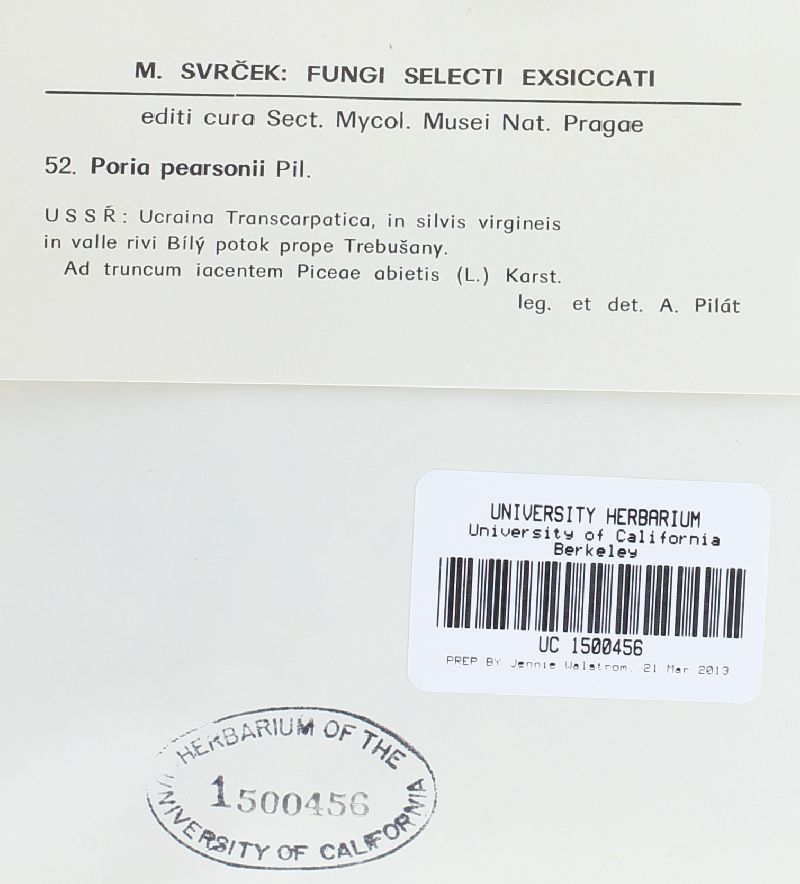 M. SVRČEK: FUNGI SELECTI EXSICCATI
editi cura Sect. Mycol. Musei Nat. Pragae
52. Poria pearsonii Pil.
USSŘ: Ucraina Transcarpatica, in silvis virgineis
in valle rivi Bílý potok prope Trebušany.
Ad truncum iacentem Piceae abietis (L.) Karst.
leg. et det. A. Pilát
UNIVERSITY HERBARIUM
University of California
Berkeley
UC 1500456
PREP BY Jennie Walstrom, 21 Mar 2013
HERBARIUM OF THE
1500456
UNIVERSITY OF CALIFORNIA